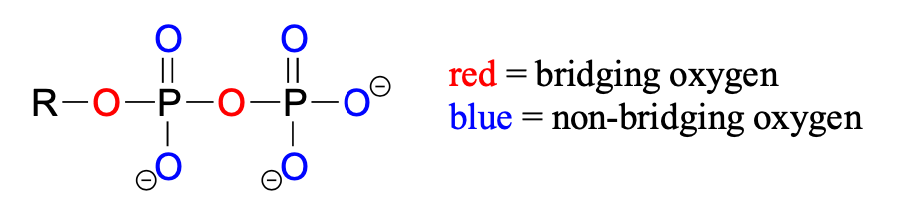 O O
R O P O P O ⊖ red = bridging oxygen
blue = non-bridging oxygen
⊖ O ⊖ O